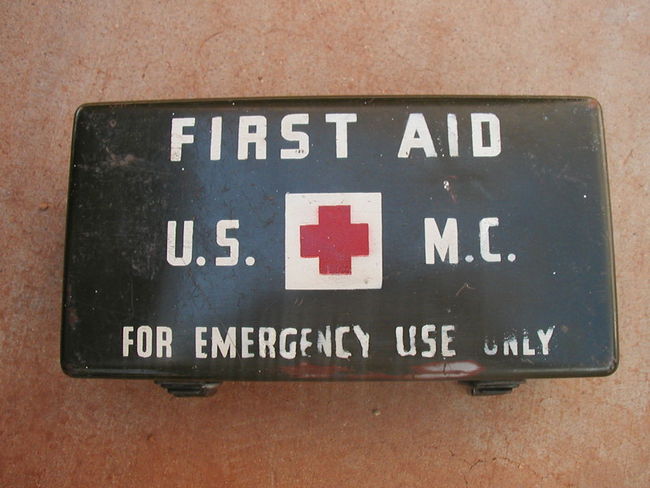 FIRST AID
U.S. M.C.
FOR EMERGENCY USE ONLY